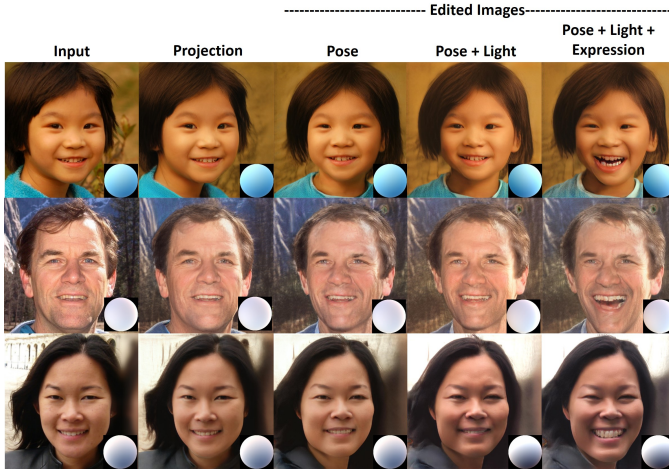 ---------------------------- Edited Images----------------------------
Input
Projection
Pose
Pose + Light
Pose + Light +
Expression